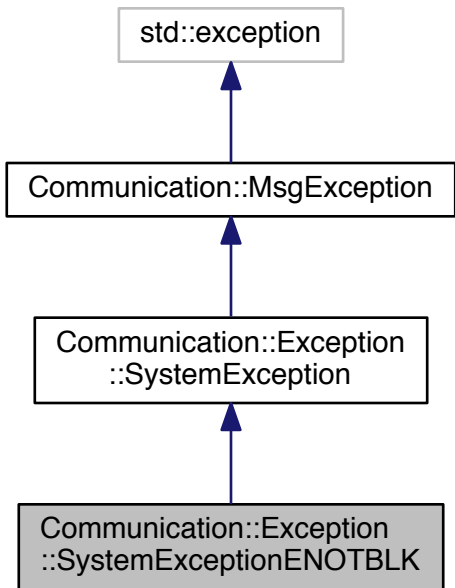 std::exception
Communication::MsgException
Communication::Exception
::SystemException
Communication::Exception
::SystemExceptionENOTBLK